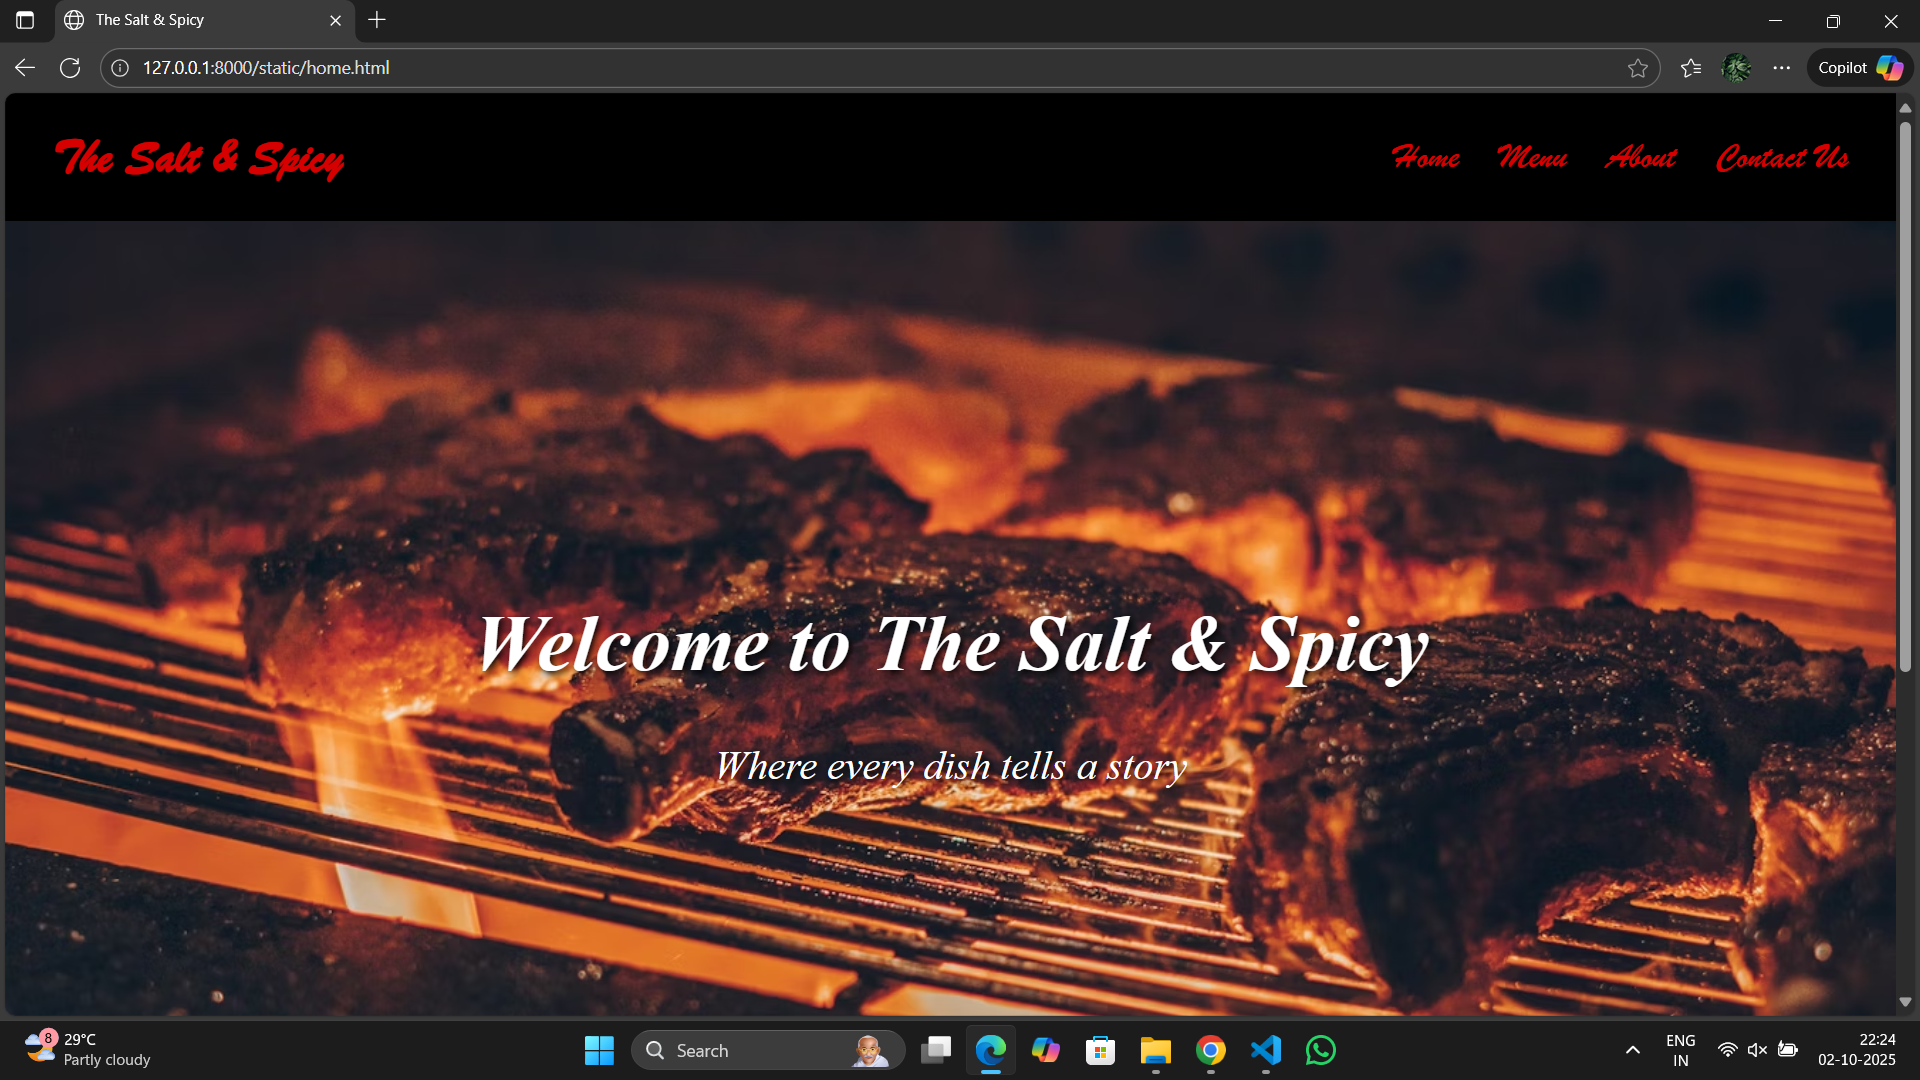 The Salt & Spicy
127.0.0.1:8000/static/home.html
Copilot
The Salt & Spicy
Home Menu About Contact Us
Welcome to The Salt & Spicy
Where every dish tells a story
8
29°C
Partly cloudy
Search
ENG
IN
22:24
02-10-2025